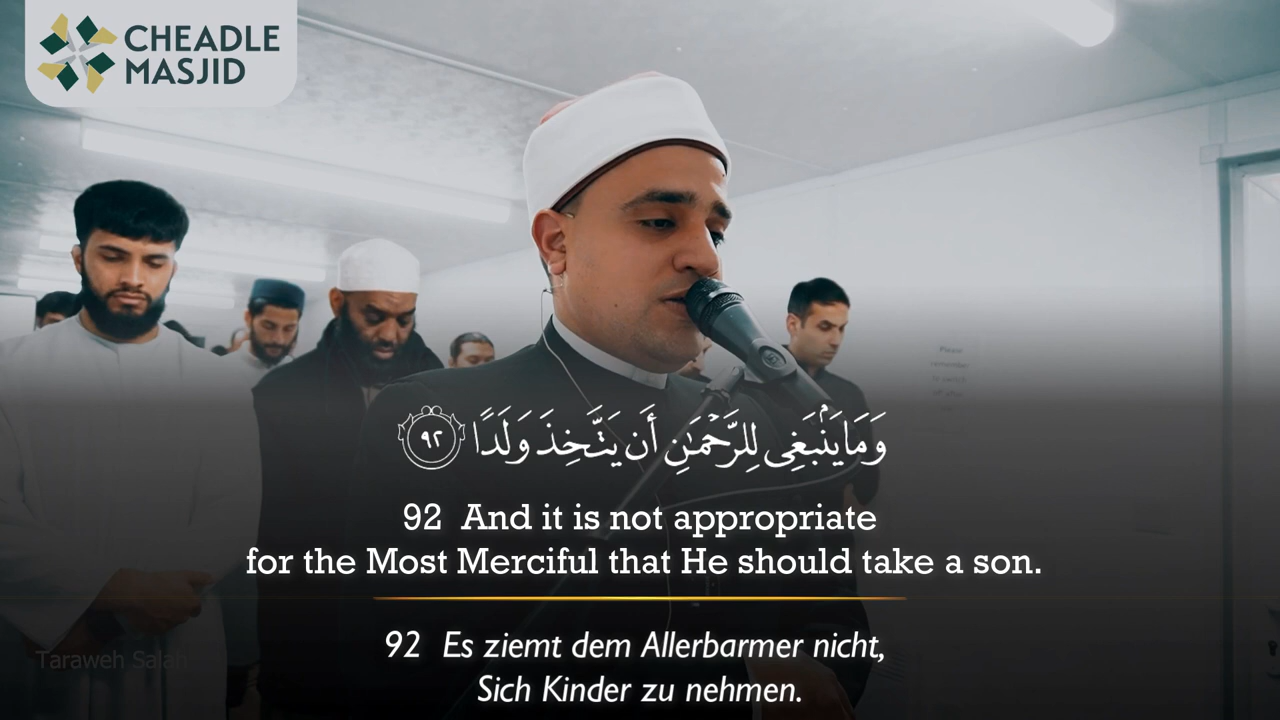 CHEADLE
MASJID
وَمَا يَنۢبَغِى لِلرَّحْمَـٰنِ أَن يَتَّخِذَ وَلَدًا ٩٢
92 And it is not appropriate
for the Most Merciful that He should take a son.
92 Es ziemt dem Allerbarmer nicht,
Sich Kinder zu nehmen.
Taraweh Salah